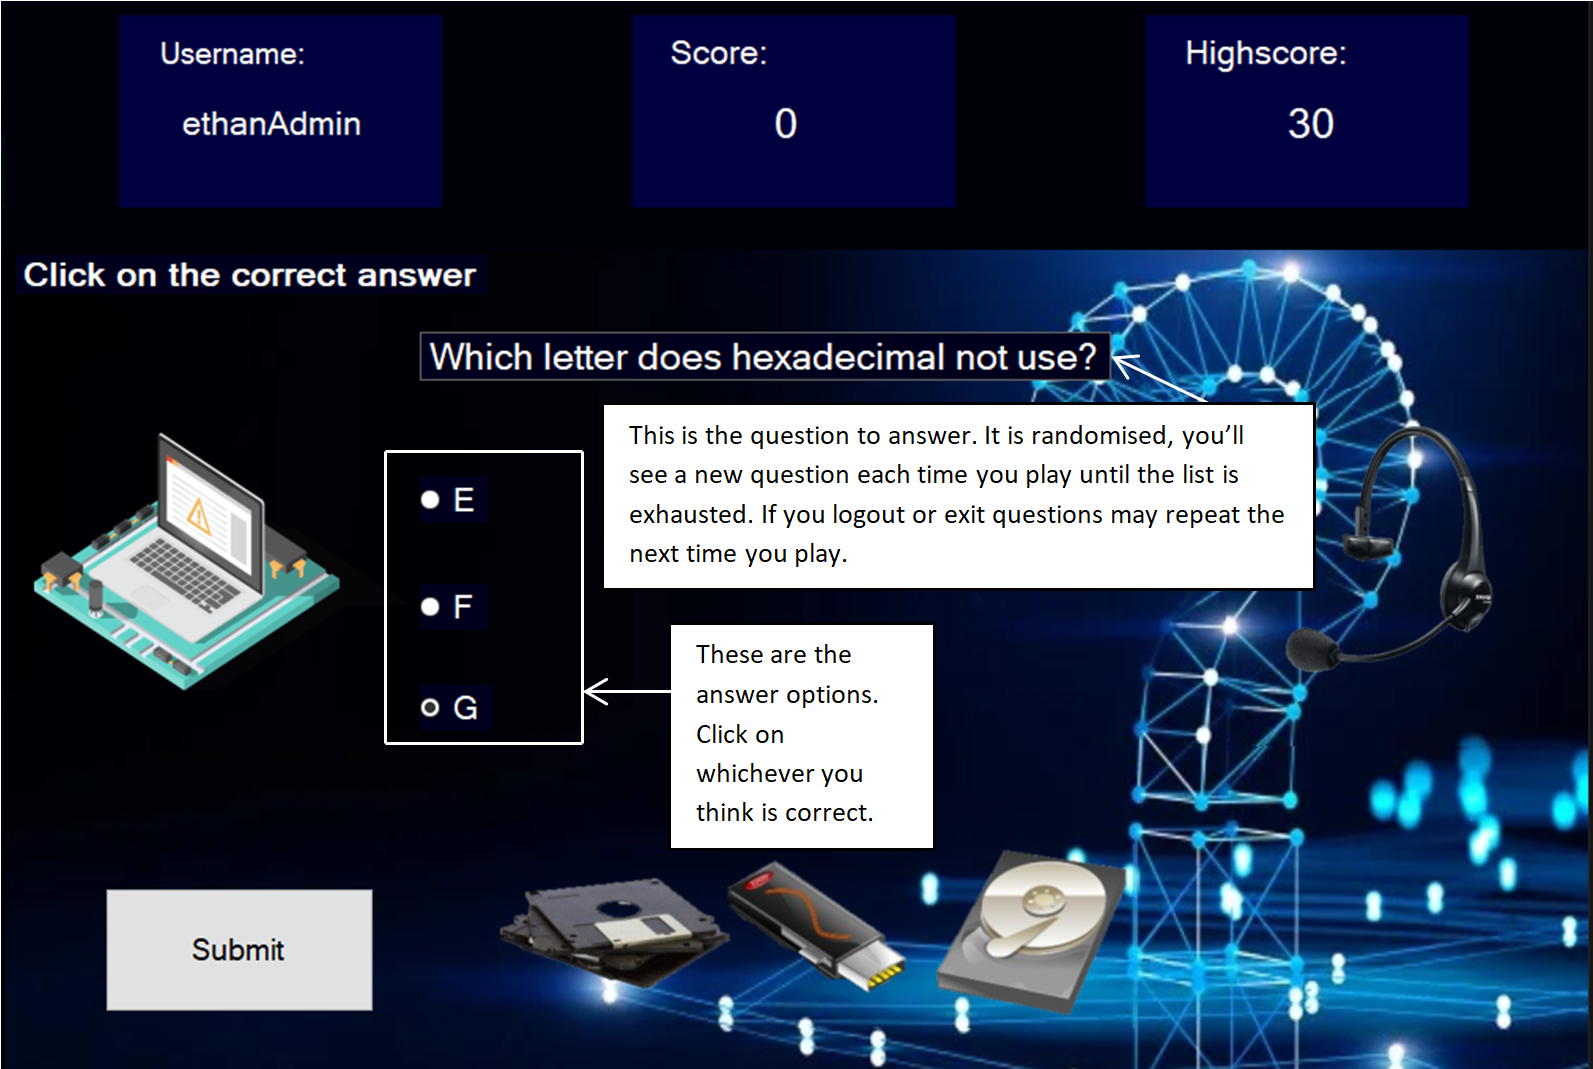 Username:
ethanAdmin
Score:
0
Highscore:
30
Click on the correct answer
Which letter does hexadecimal not use?
This is the question to answer. It is randomised, you’ll
see a new question each time you play until the list is
exhausted. If you logout or exit questions may repeat the
next time you play.
E
F
G
These are the
answer options.
Click on
whichever you
think is correct.
Submit